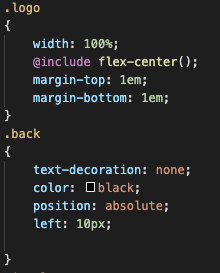 .logo
{
    width: 100%;
    @include flex-center();
    margin-top: 1em;
    margin-bottom: 1em;
}
.back
{
    text-decoration: none;
    color: black;
    position: absolute;
    left: 10px;
}